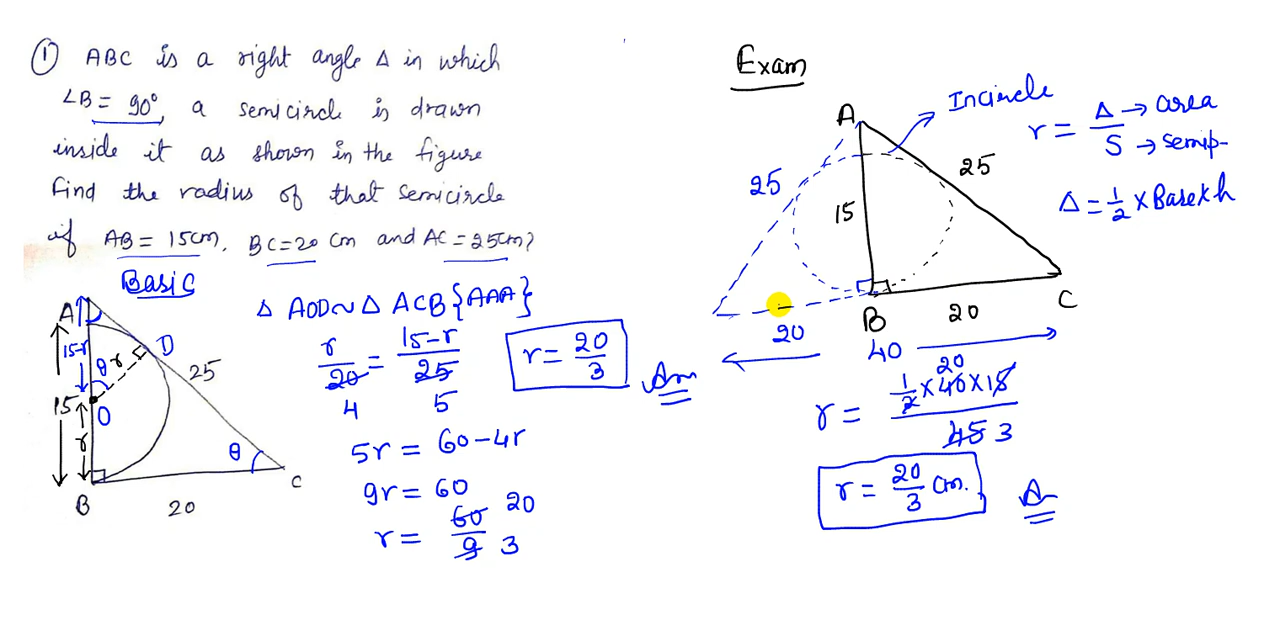 ① ABC is a right angle Δ in which
∠B = 90°, a semicircle is drawn
inside it as shown in the figure
Find the radius of that semicircle
if AB = 15cm, BC=20 cm and AC = 25cm?
Basic
A
15-r
θ
r
D
25
15
O
r
θ
B
20
C
Δ AOD ~ Δ ACB {AAA}
r/20 = 15-r/25
4 5
5r = 60-4r
9r = 60
r = 60/9 20 3
r = 20/3
Ans
Exam
A
Incircle
r = Δ → area
S → semip-
Δ = 1/2 × Base × h
25
25
15
20
B
20
C
40
r = 1/2 × 40 × 15 / 45
20
3
r = 20/3 cm.
A